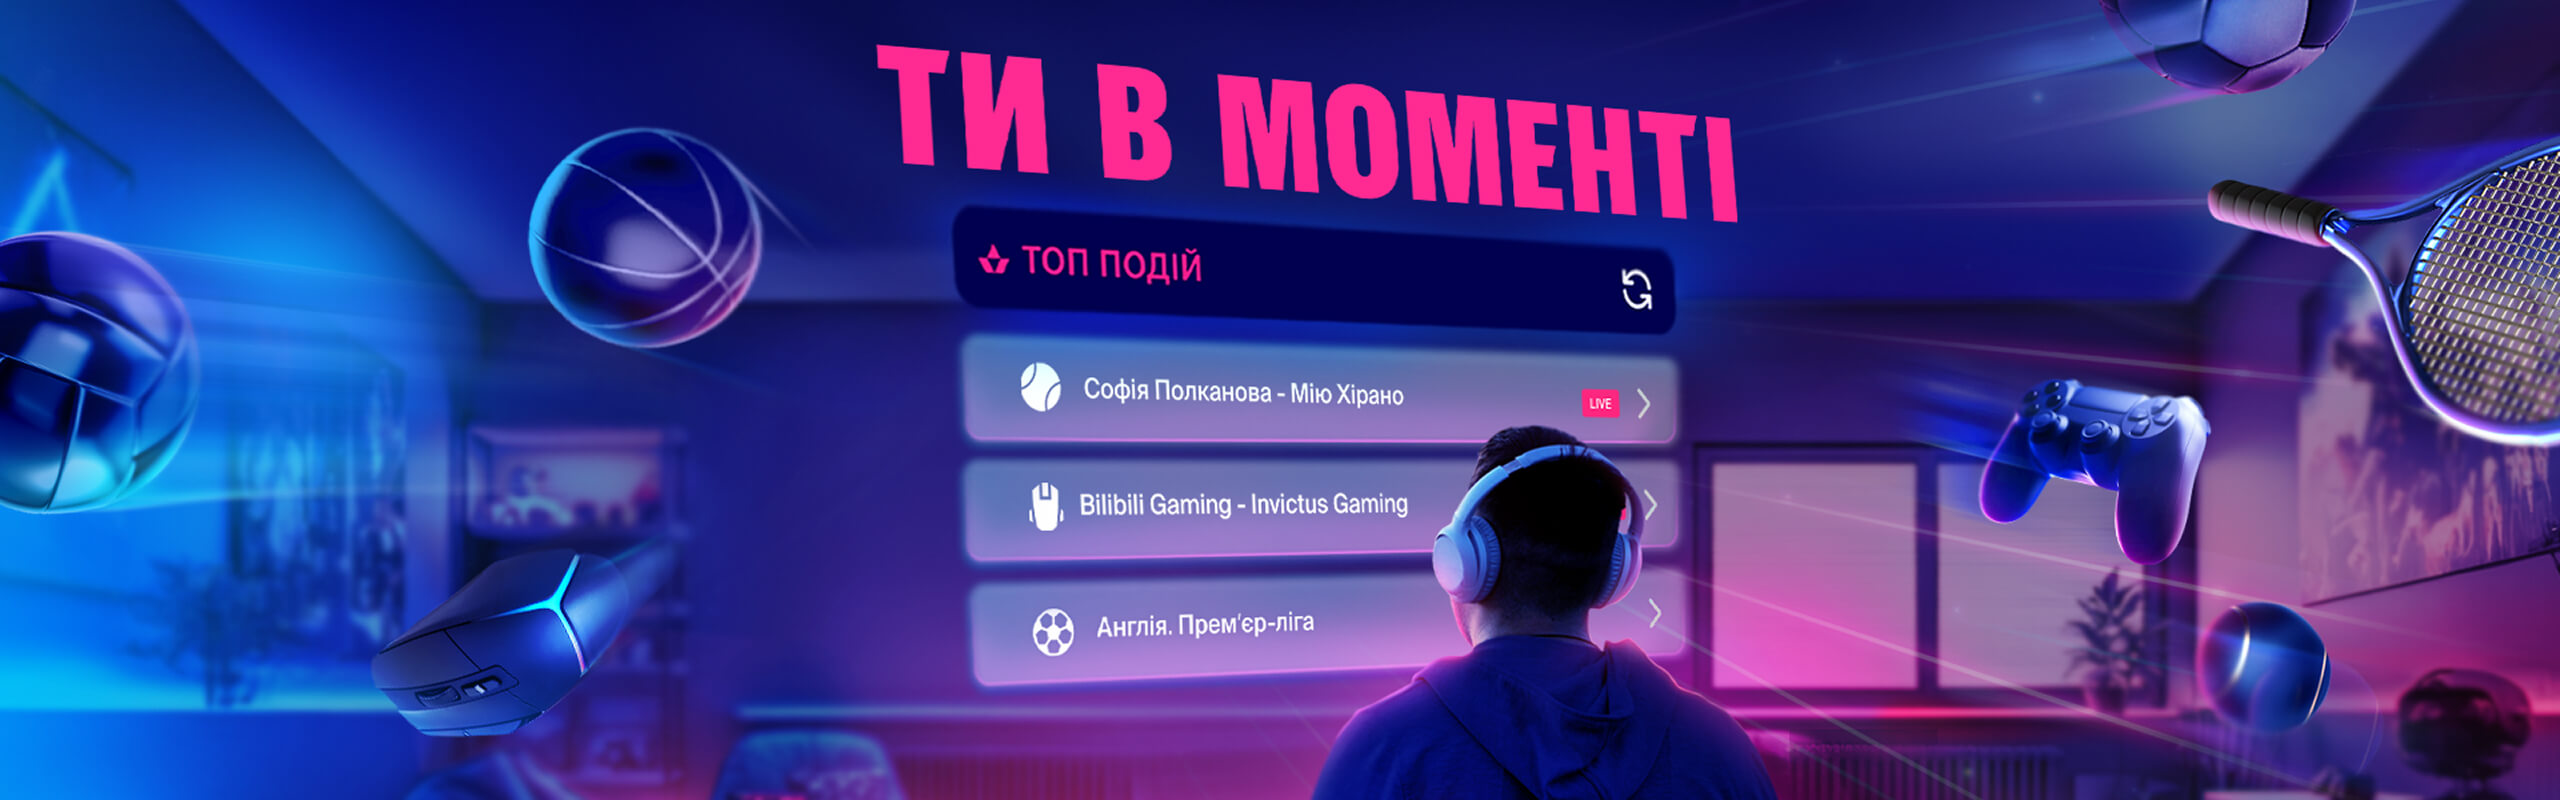 ТИ В МОМЕНТІ
ТОП ПОДІЙ
Софія Полканова - Мію Хірано
LIVE
Bilibili Gaming - Invictus Gaming
Англія. Прем'єр-ліга